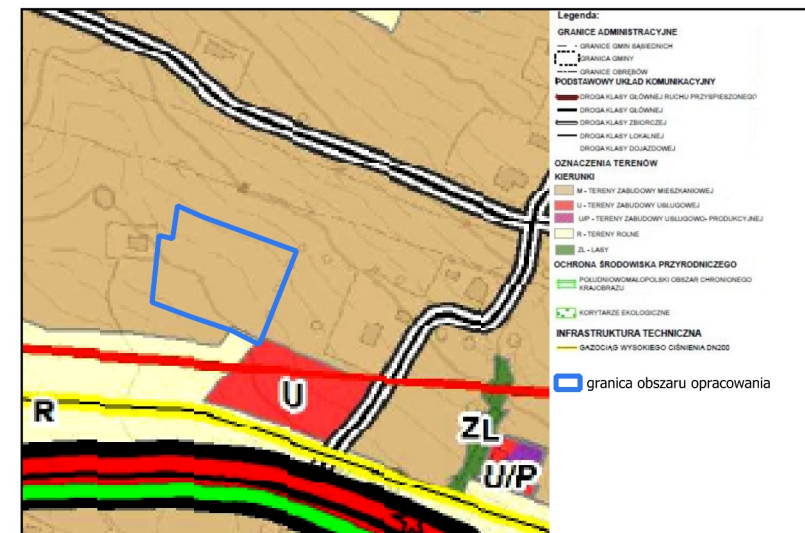 Legenda:
GRANICE ADMINISTRACYJNE
GRANICE GMIN SĄSIEDNICH
GRANICA GMINY
GRANICE OBRĘBÓW
PODSTAWOWY UKŁAD KOMUNIKACYJNY
DROGA KLASY GŁÓWNEJ RUCHU PRZYSPIESZONEGO
DROGA KLASY GŁÓWNEJ
DROGA KLASY ZBIORCZEJ
DROGA KLASY LOKALNEJ
DROGA KLASY DOJAZDOWEJ
OZNACZENIA TERENÓW
KIERUNKI
M - TERENY ZABUDOWY MIESZKANIOWEJ
U - TERENY ZABUDOWY USŁUGOWEJ
U/P - TERENY ZABUDOWY USŁUGOWO- PRODUKCYJNEJ
R - TERENY ROLNE
ZL - LASY
OCHRONA ŚRODOWISKA PRZYRODNICZEGO
POŁUDNIOWOMAŁOPOLSKI OBSZAR CHRONIONEGO
KRAJOBRAZU
KORYTARZE EKOLOGICZNE
INFRASTRUKTURA TECHNICZNA
GAZOCIĄG WYSOKIEGO CIŚNIENIA DN200
granica obszaru opracowania
U
R
ZL
U/P